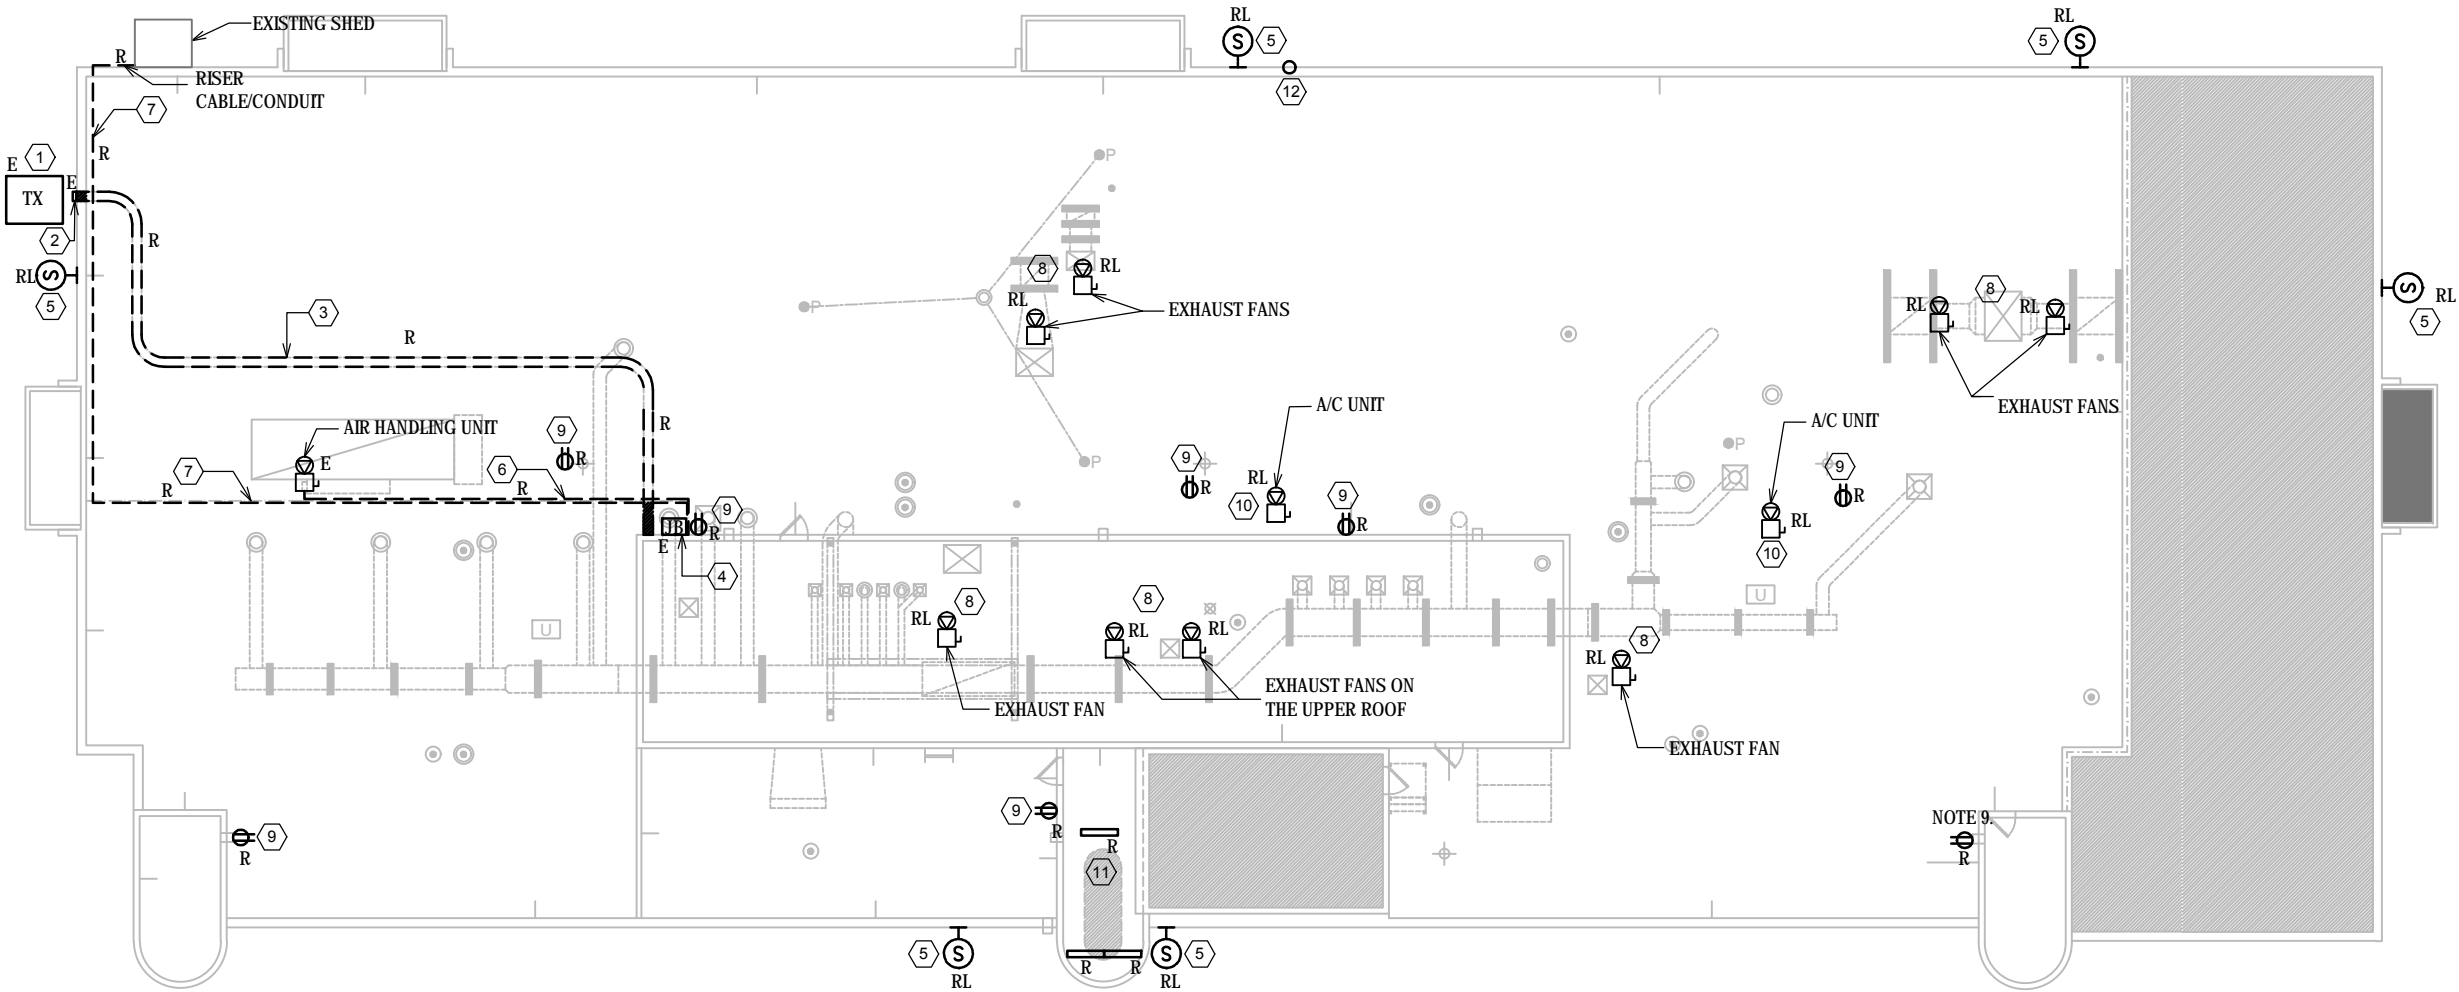 RL
S
5
RL
5
S
EXISTING SHED
R
RISER
CABLE/CONDUIT
12
7
R
E
1
TX
E
2
R
P
RL
S
5
8
RL
RL
EXHAUST FANS
P
3
R
8
RL
RL
EXHAUST FANS
S
RL
5
R
A/C UNIT
A/C UNIT
AIR HANDLING UNIT
E
9
R
7
R
6
R
P
9
R
RL
10
9
R
P
9
R
RL
10
JB
E
9
R
4
U
RL
8
EXHAUST FAN
8
RL
RL
EXHAUST FANS ON
THE UPPER ROOF
U
8
RL
EXHAUST FAN
9
R
9
R
R
11
NOTE 9.
R
5
S
RL
R
R
S
5
RL